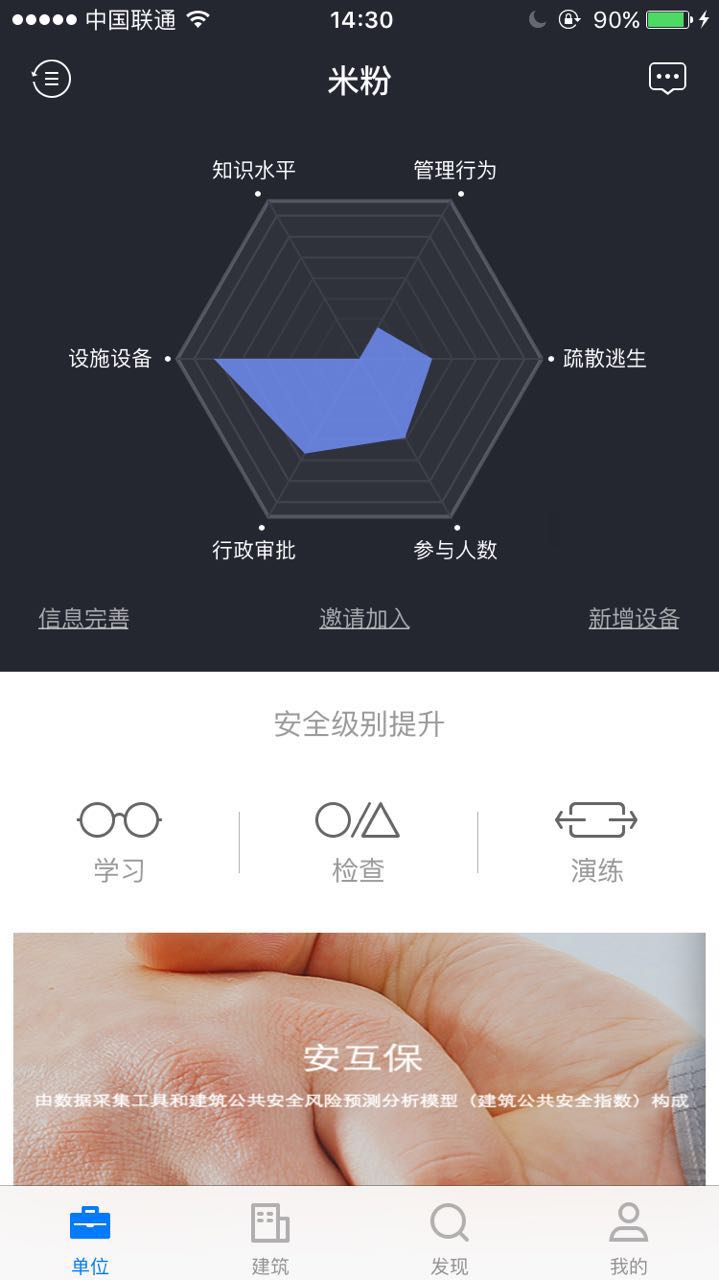 中国联通 14:30 90%
米粉
知识水平 管理行为
设施设备 疏散逃生
行政审批 参与人数
信息完善 邀请加入 新增设备
安全级别提升
学习 检查 演练
安互保
由数据采集工具和建筑公共安全风险预测分析模型（建筑公共安全指数）构成
单位 建筑 发现 我的